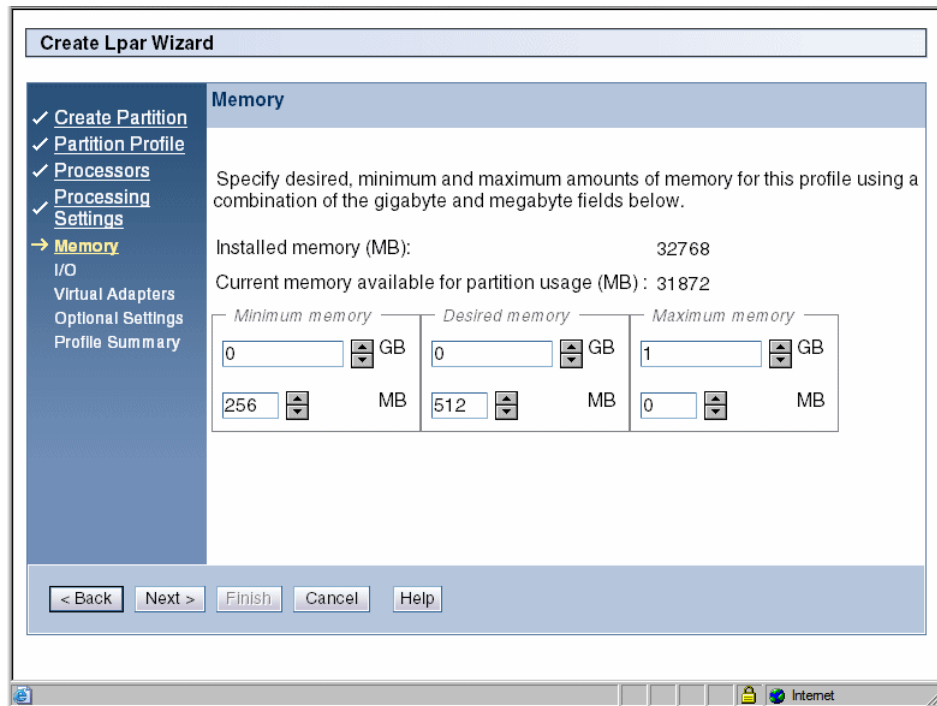 Create Lpar Wizard
Create Partition
Partition Profile
Processors
Processing
Settings
Memory
I/O
Virtual Adapters
Optional Settings
Profile Summary
Memory
Specify desired, minimum and maximum amounts of memory for this profile using a
combination of the gigabyte and megabyte fields below.
Installed memory (MB): 32768
Current memory available for partition usage (MB) : 31872
Minimum memory Desired memory Maximum memory
0 GB 0 GB 1 GB
256 MB 512 MB 0 MB
< Back Next > Finish Cancel Help
Internet